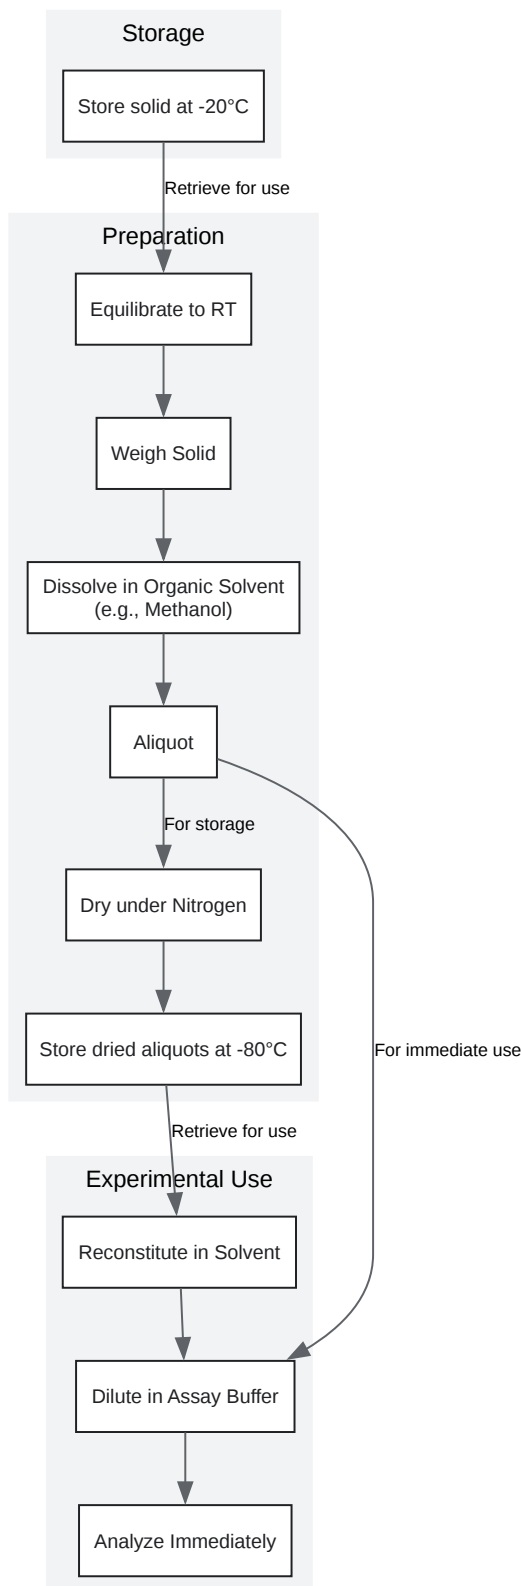 Storage
Store solid at -20°C
Retrieve for use
Preparation
Equilibrate to RT
Weigh Solid
Dissolve in Organic Solvent
(e.g., Methanol)
Aliquot
For storage
Dry under Nitrogen
Store dried aliquots at -80°C
For immediate use
Retrieve for use
Experimental Use
Reconstitute in Solvent
Dilute in Assay Buffer
Analyze Immediately